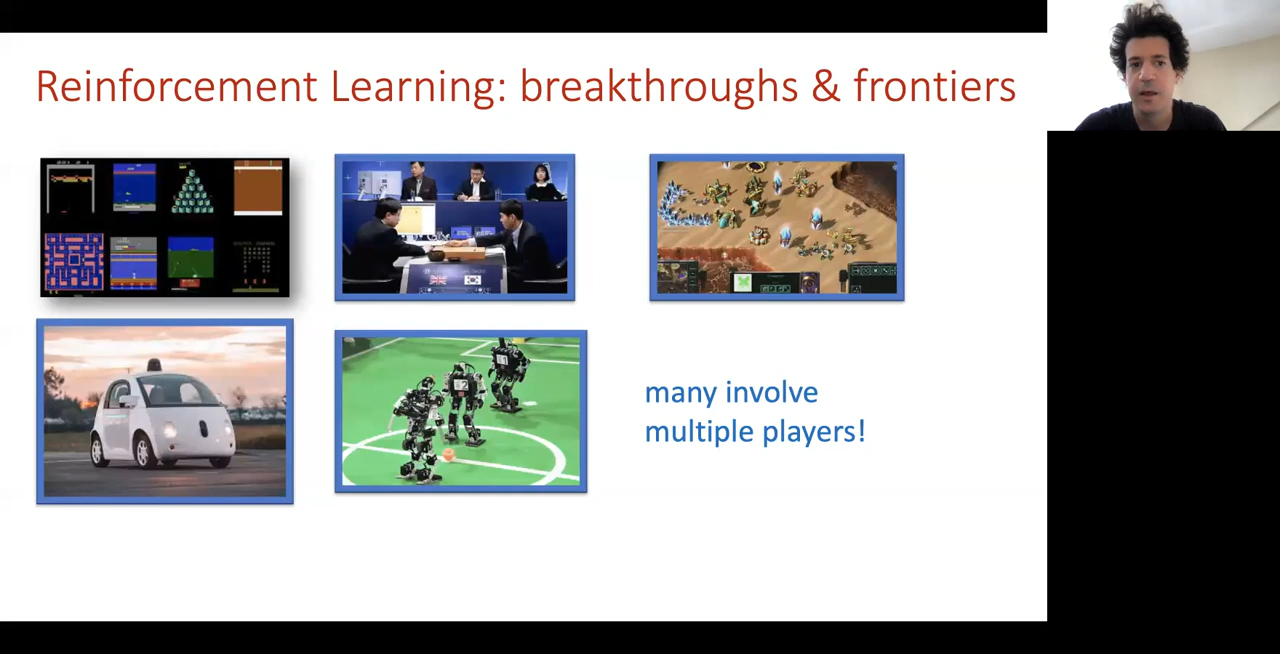 Reinforcement Learning: breakthroughs & frontiers
many involve
multiple players!